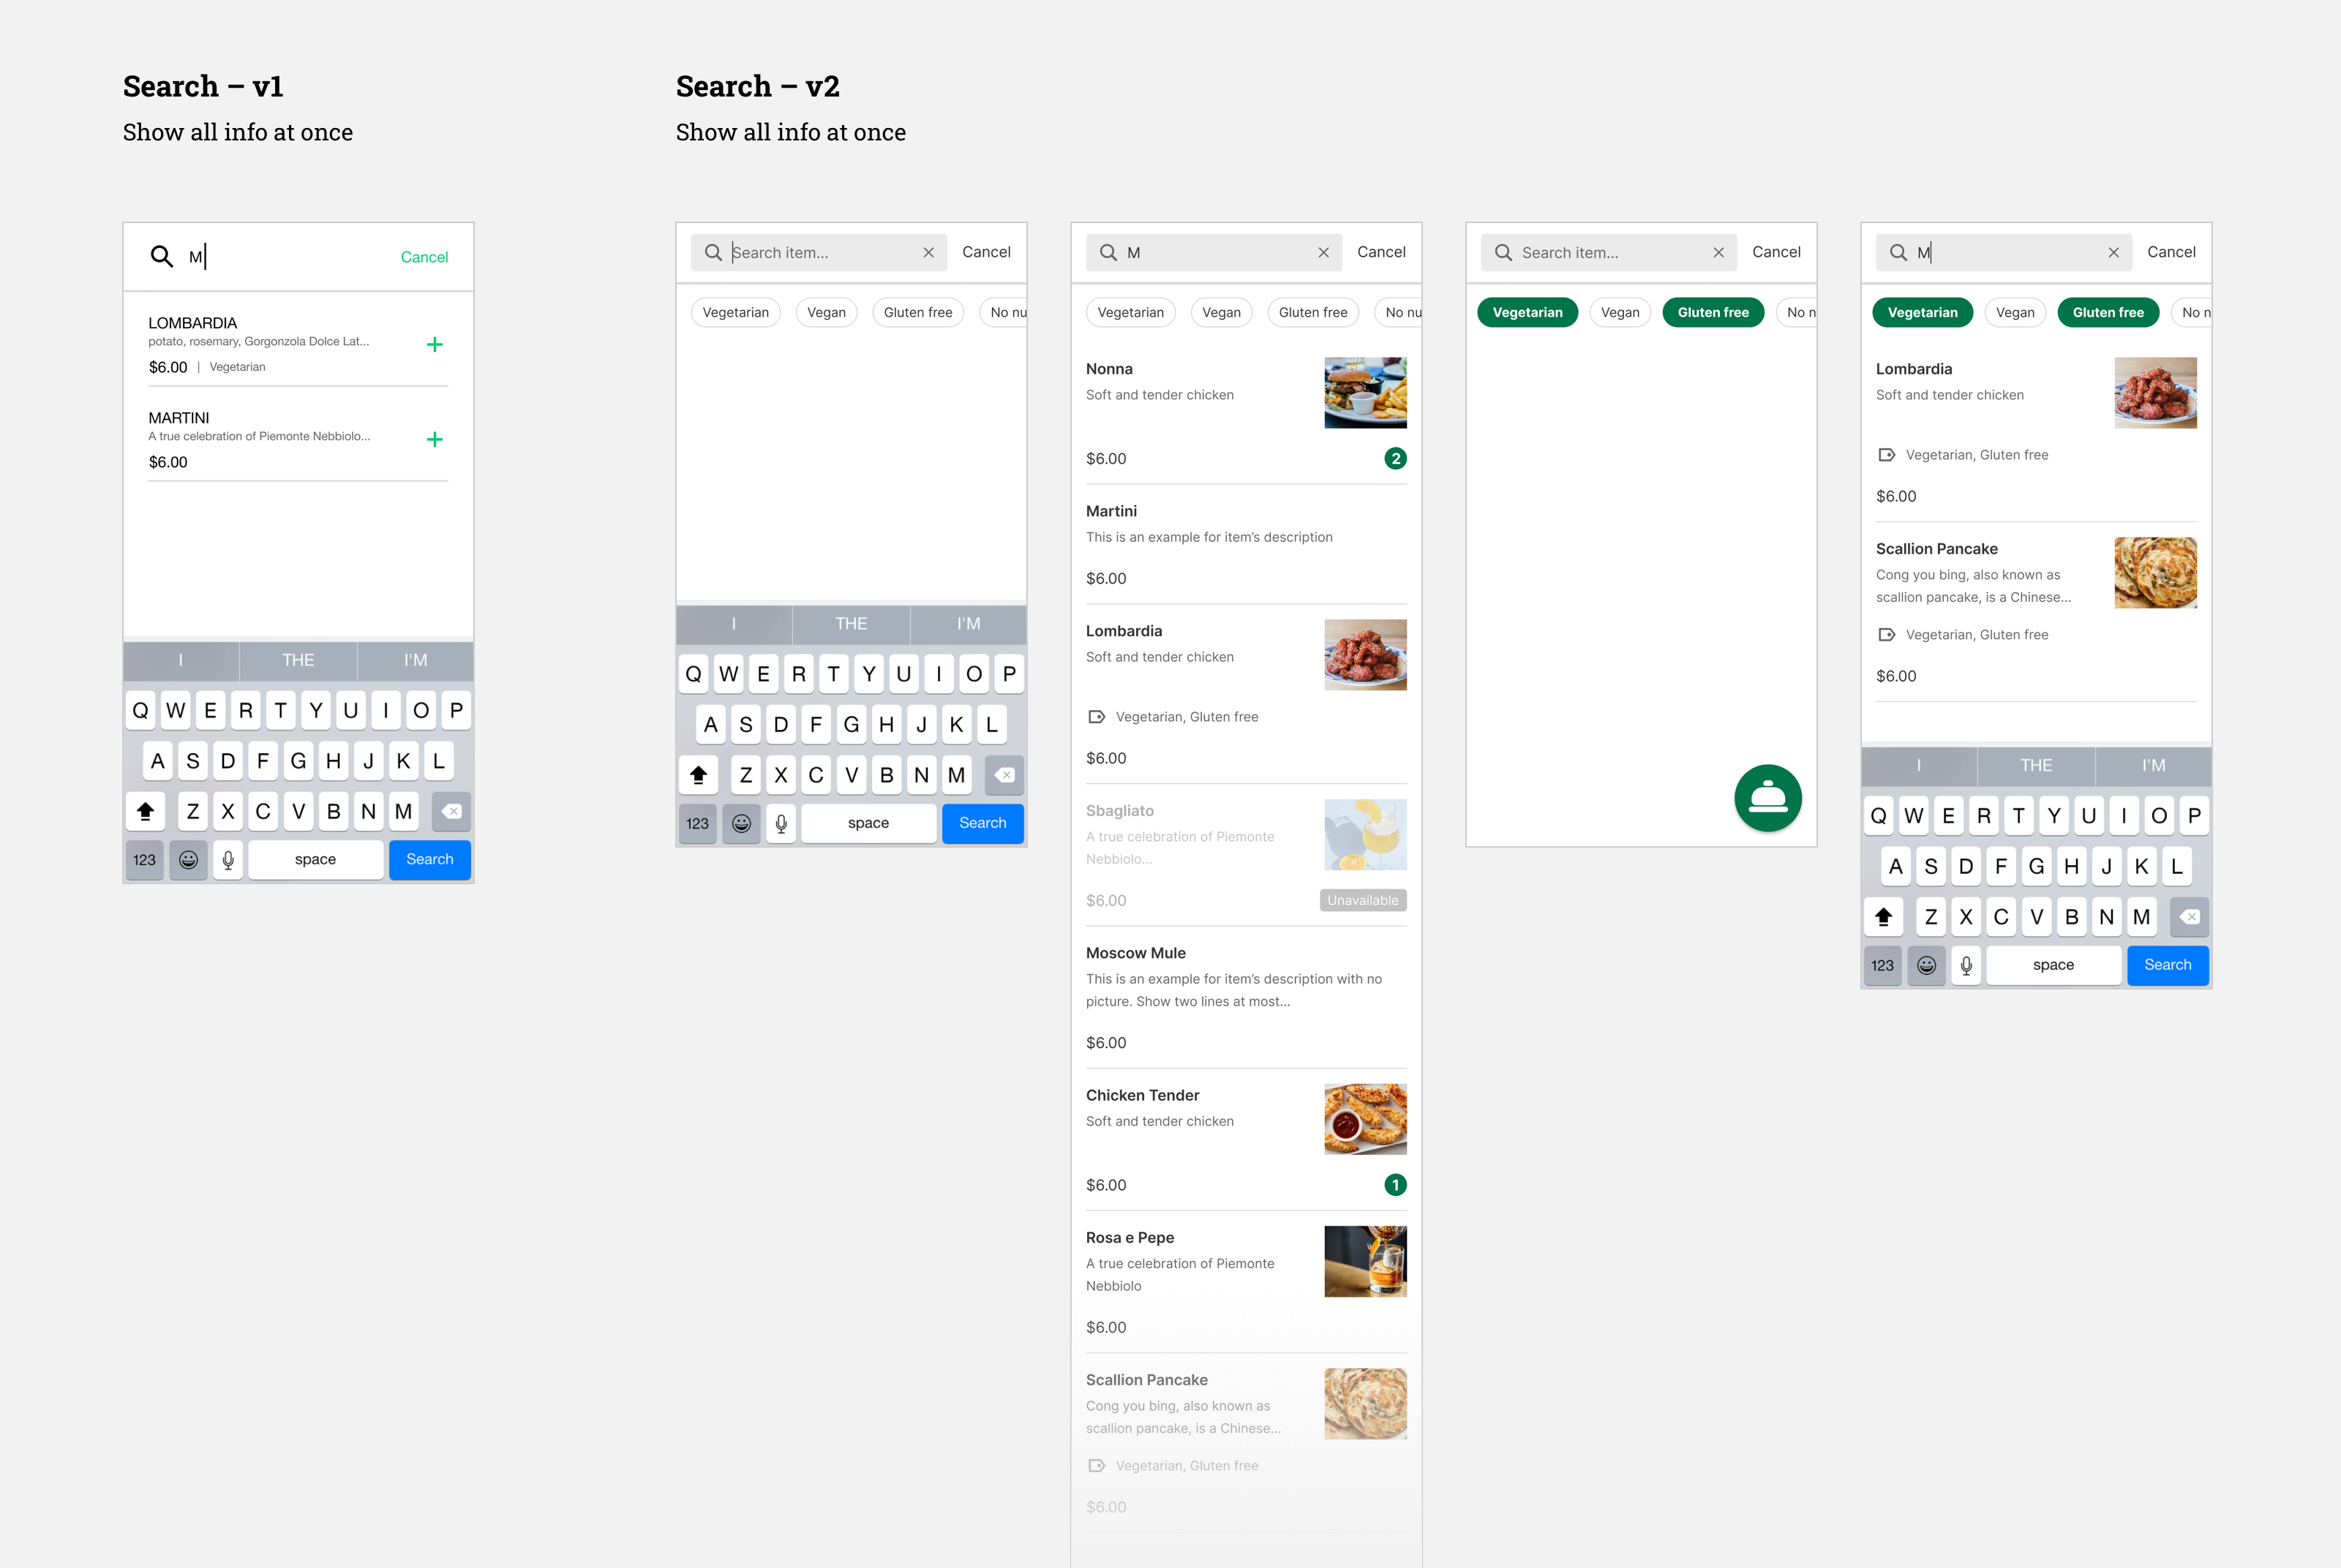 Search – v1
Show all info at once
M
Cancel
LOMBARDIA
potato, rosemary, Gorgonzola Dolce Lat...
$6.00 | Vegetarian
MARTINI
A true celebration of Piemonte Nebbiolo...
$6.00
I THE I'M
Q W E R T Y U I O P
A S D F G H J K L
Z X C V B N M
123 space Search
Search – v2
Show all info at once
Search item... Cancel
Vegetarian Vegan Gluten free No nu
I THE I'M
Q W E R T Y U I O P
A S D F G H J K L
Z X C V B N M
123 space Search
M Cancel
Vegetarian Vegan Gluten free No nu
Nonna
Soft and tender chicken
$6.00 2
Martini
This is an example for item’s description
$6.00
Lombardia
Soft and tender chicken
Vegetarian, Gluten free
$6.00
Sbagliato
A true celebration of Piemonte
Nebbiolo...
$6.00 Unavailable
Moscow Mule
This is an example for item’s description with no
picture. Show two lines at most...
$6.00
Chicken Tender
Soft and tender chicken
$6.00 1
Rosa e Pepe
A true celebration of Piemonte
Nebbiolo
$6.00
Scallion Pancake
Cong you bing, also known as
scallion pancake, is a Chinese...
Vegetarian, Gluten free
$6.00
Search item... Cancel
Vegetarian Vegan Gluten free No n
M Cancel
Vegetarian Vegan Gluten free No n
Lombardia
Soft and tender chicken
Vegetarian, Gluten free
$6.00
Scallion Pancake
Cong you bing, also known as
scallion pancake, is a Chinese...
Vegetarian, Gluten free
$6.00
I THE I'M
Q W E R T Y U I O P
A S D F G H J K L
Z X C V B N M
123 space Search